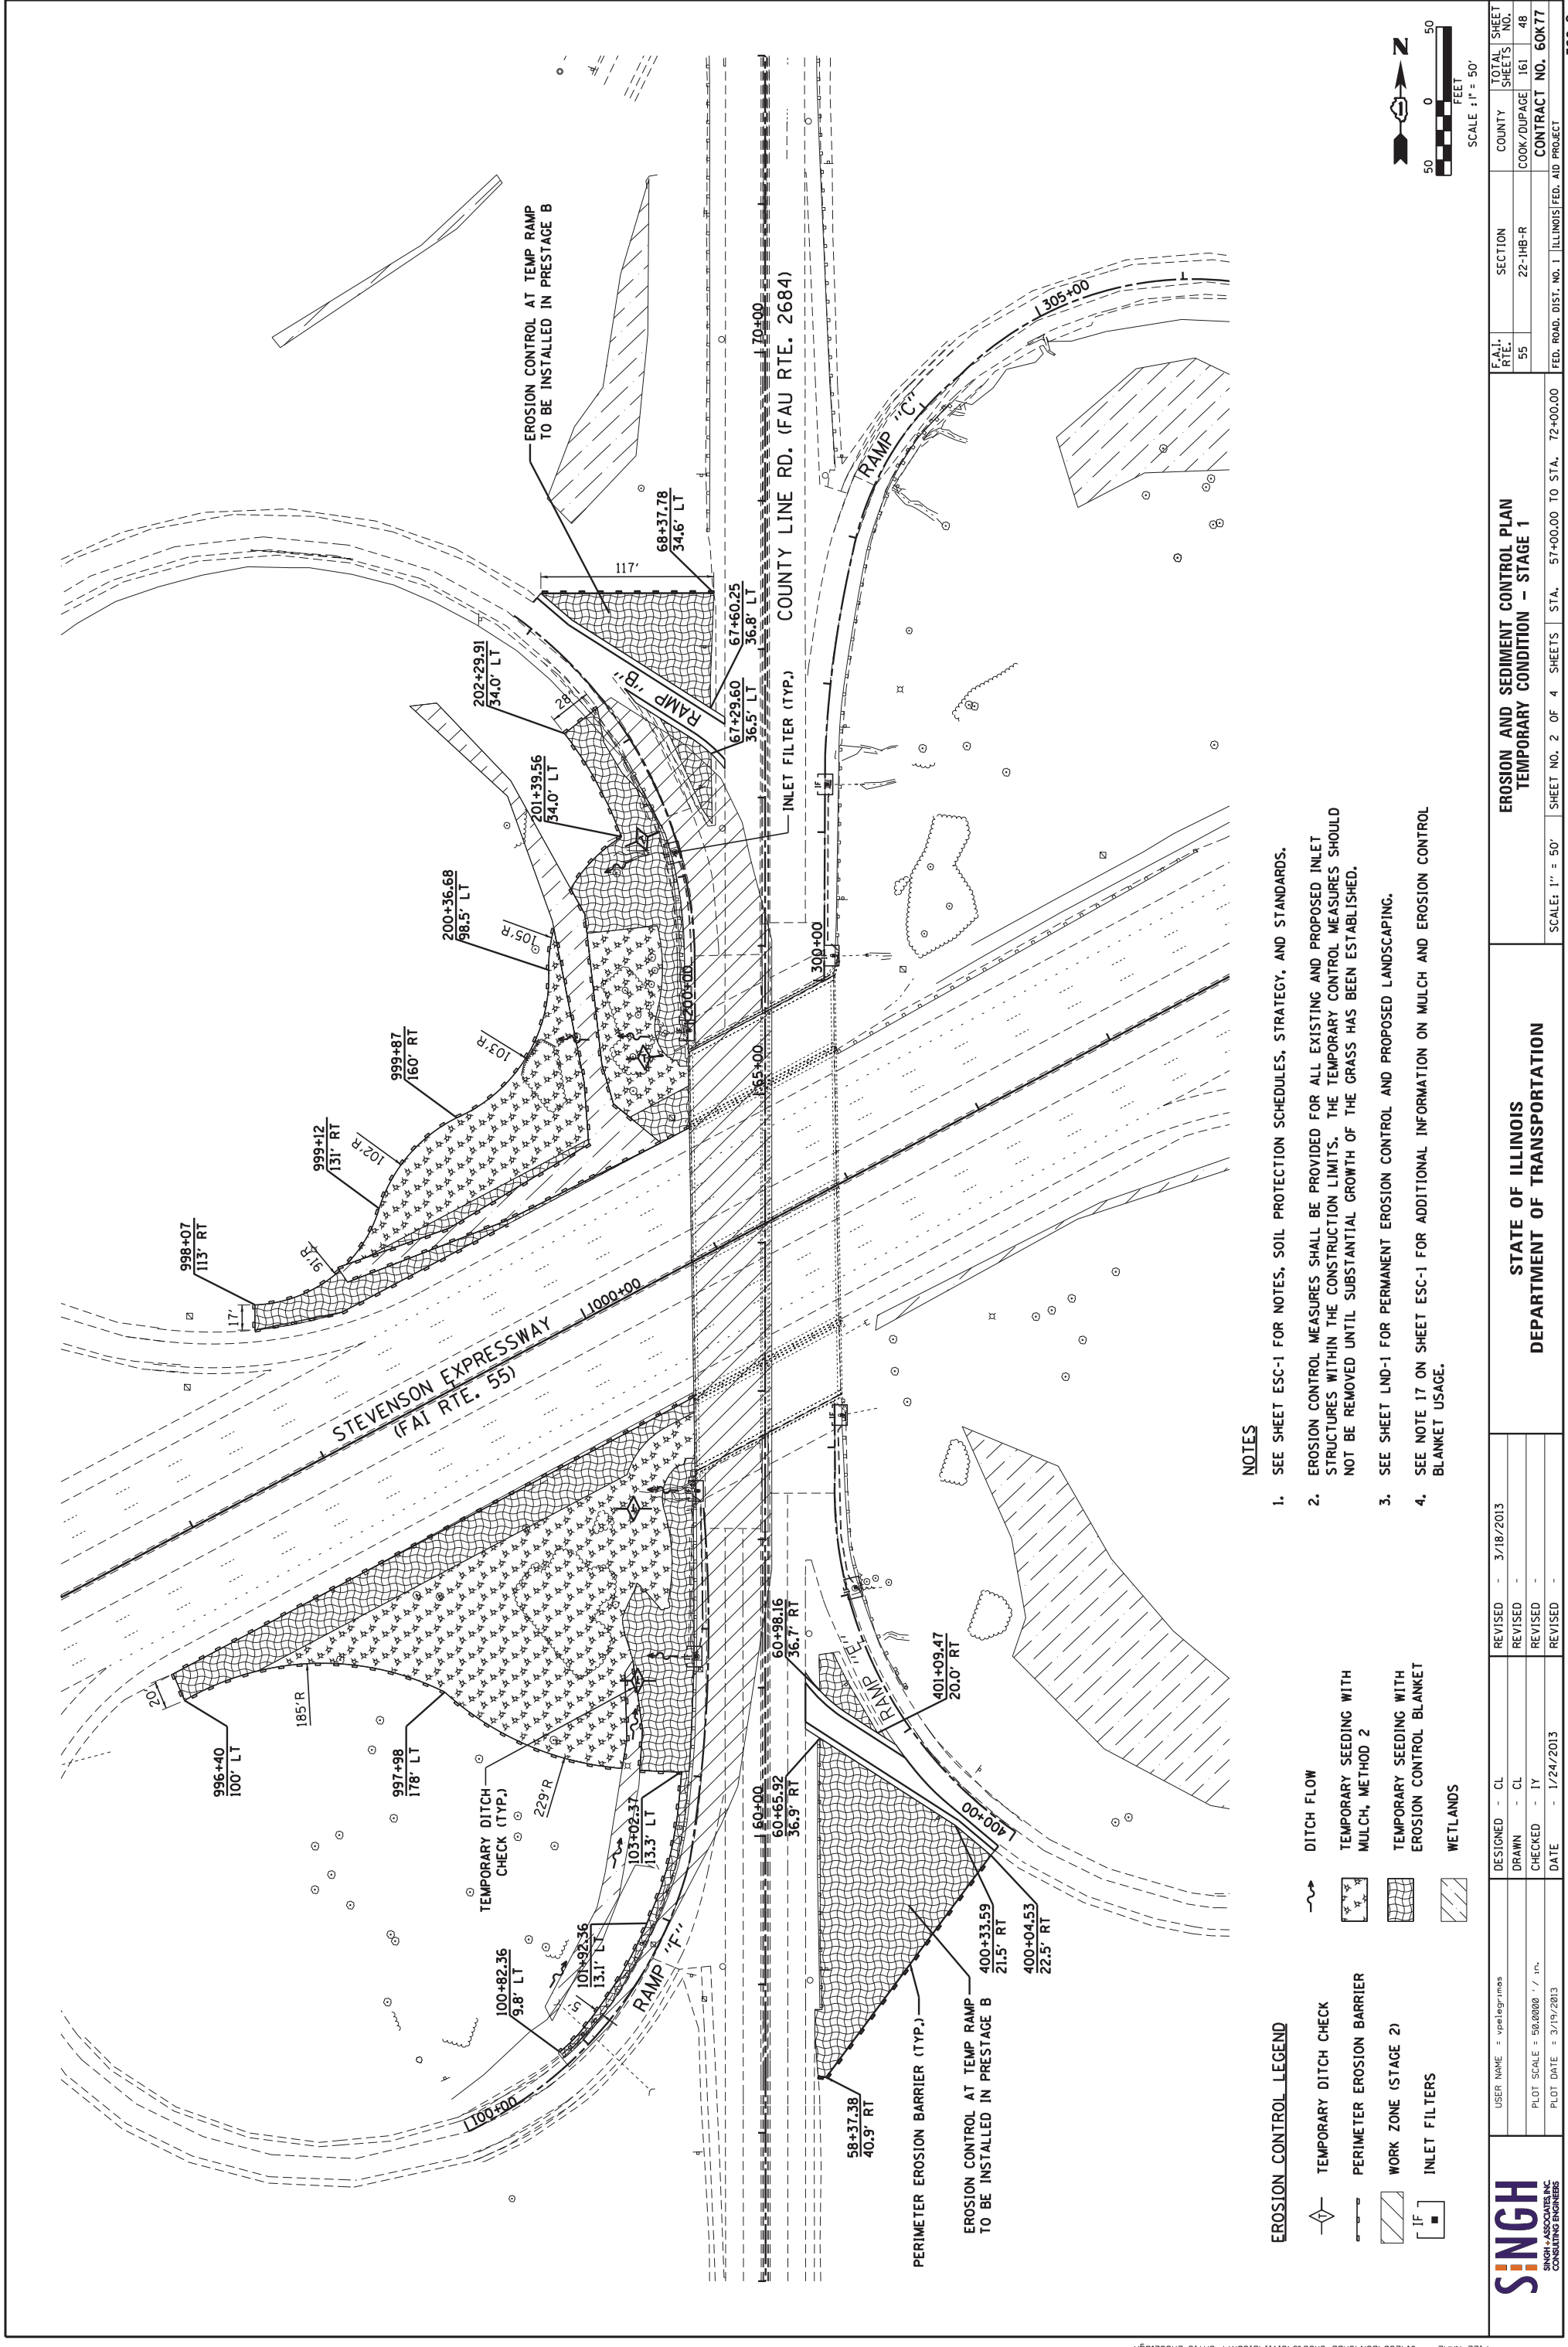 EROSION CONTROL AT TEMP RAMP
TO BE INSTALLED IN PRESTAGE B
998+07
113' RT
17'
91'R
999+12
131' RT
102'R
999+87
160' RT
103'R
200+36.68
98.5' LT
105'R
201+39.56
34.0' LT
202+29.91
34.0' LT
28'
117'
68+37.78
34.6' LT
67+60.25
36.8' LT
67+29.60
36.5' LT
RAMP "B"
INLET FILTER (TYP.)
COUNTY LINE RD. (FAU RTE. 2684)
70+00
65+00
60+00
200+00
300+00
305+00
RAMP "C"
IF
STEVENSON EXPRESSWAY
(FAI RTE. 55)
1000+00
20'
996+40
100' LT
185'R
997+98
178' LT
229'R
TEMPORARY DITCH
CHECK (TYP.)
103+02.37
13.3' LT
101+92.36
13.1' LT
100+82.36
9.8' LT
5'
RAMP "F"
100+00
60+98.16
36.7' RT
60+65.92
36.9' RT
RAMP "E"
401+09.47
20.0' RT
400+00
400+33.59
21.5' RT
400+04.53
22.5' RT
58+37.38
40.9' RT
PERIMETER EROSION BARRIER (TYP.)
EROSION CONTROL AT TEMP RAMP
TO BE INSTALLED IN PRESTAGE B
N
50 0 50
FEET
SCALE : 1" = 50'
NOTES
1. SEE SHEET ESC-1 FOR NOTES, SOIL PROTECTION SCHEDULES, STRATEGY, AND STANDARDS.
2. EROSION CONTROL MEASURES SHALL BE PROVIDED FOR ALL EXISTING AND PROPOSED INLET
STRUCTURES WITHIN THE CONSTRUCTION LIMITS. THE TEMPORARY CONTROL MEASURES SHOULD
NOT BE REMOVED UNTIL SUBSTANTIAL GROWTH OF THE GRASS HAS BEEN ESTABLISHED.
3. SEE SHEET LND-1 FOR PERMANENT EROSION CONTROL AND PROPOSED LANDSCAPING.
4. SEE NOTE 17 ON SHEET ESC-1 FOR ADDITIONAL INFORMATION ON MULCH AND EROSION CONTROL
BLANKET USAGE.
EROSION CONTROL LEGEND
TEMPORARY DITCH CHECK
PERIMETER EROSION BARRIER
WORK ZONE (STAGE 2)
IF
INLET FILTERS
DITCH FLOW
TEMPORARY SEEDING WITH
MULCH, METHOD 2
TEMPORARY SEEDING WITH
EROSION CONTROL BLANKET
WETLANDS
SINGH
SINGH + ASSOCIATES, INC.
CONSULTING ENGINEERS
USER NAME = vpelegrimas
PLOT SCALE = 50.0000 ' / in.
PLOT DATE = 3/19/2013
DESIGNED - CL
DRAWN - CL
CHECKED - IY
DATE - 1/24/2013
REVISED - 3/18/2013
REVISED -
REVISED -
REVISED -
STATE OF ILLINOIS
DEPARTMENT OF TRANSPORTATION
EROSION AND SEDIMENT CONTROL PLAN
TEMPORARY CONDITION - STAGE 1
SCALE: 1" = 50' SHEET NO. 2 OF 4 SHEETS STA. 57+00.00 TO STA. 72+00.00
F.A.I. RTE. SECTION COUNTY TOTAL SHEETS SHEET NO.
55 22-1HB-R COOK/DUPAGE 161 48
CONTRACT NO. 60K77
FED. ROAD. DIST. NO. 1 ILLINOIS FED. AID PROJECT